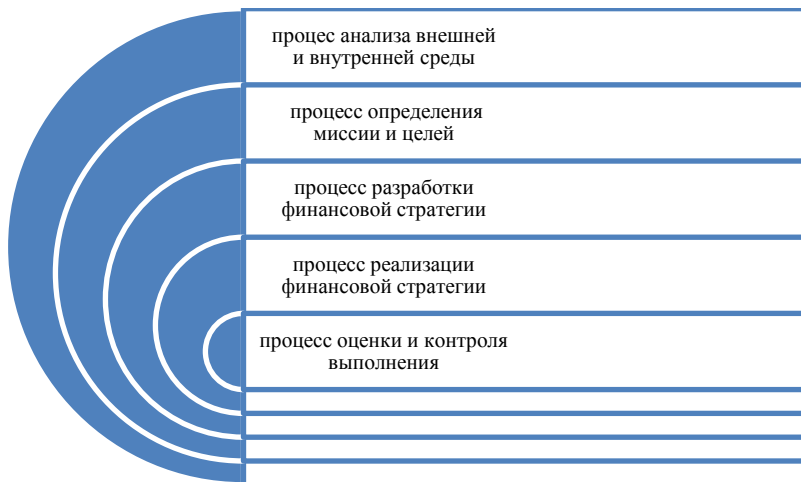 процес анализа внешней
и внутренней среды
процесс определения
миссии и целей
процесс разработки
финансовой стратегии
процесс реализации
финансовой стратегии
процесс оценки и контроля
выполнения